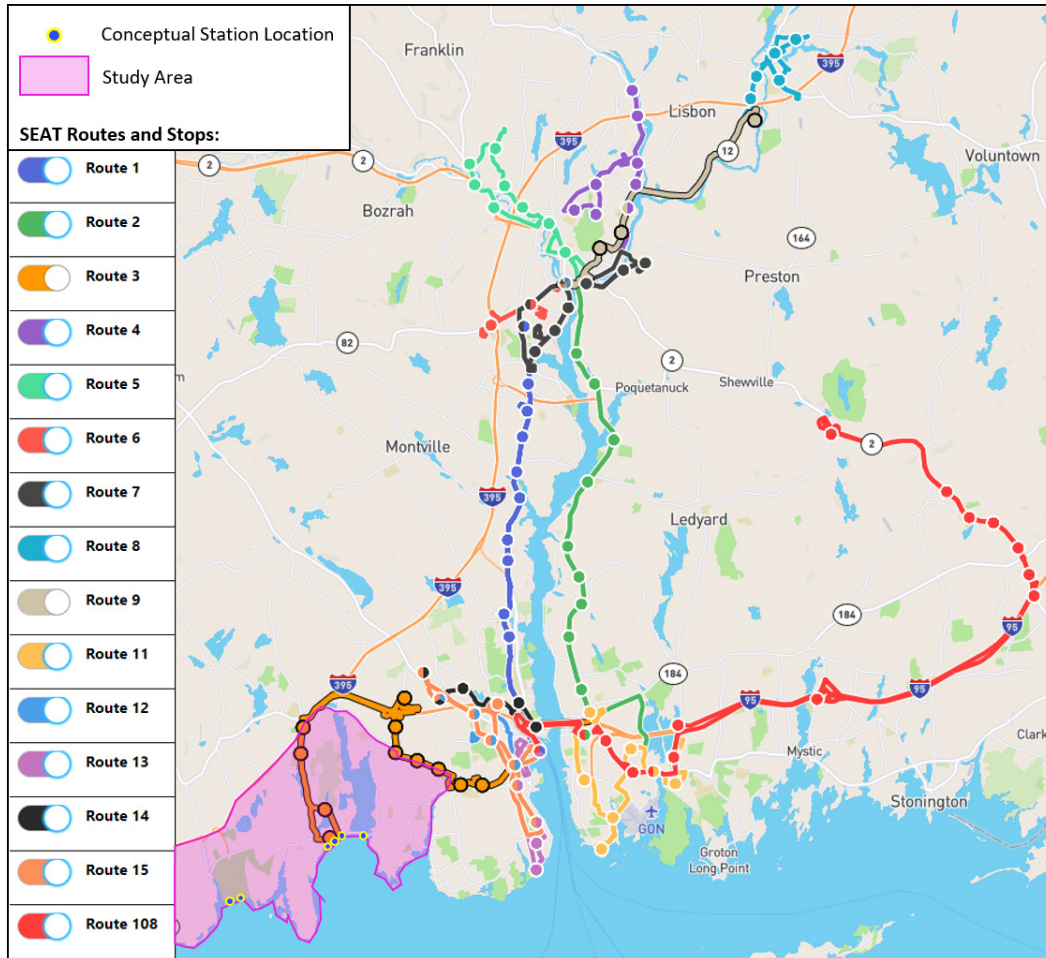 Conceptual Station Location
Study Area
SEAT Routes and Stops:
Route 1
Route 2
Route 3
Route 4
Route 5
Route 6
Route 7
Route 8
Route 9
Route 11
Route 12
Route 13
Route 14
Route 15
Route 108
Franklin
395
Lisbon
395
12
Voluntown
2
2
Bozrah
164
Preston
82
2
Shewville
Poquetanuck
m
Montville
2
395
Ledyard
395
184
95
184
395
95
95
Clark
Mystic
Stonington
GON
Groton
Long Point